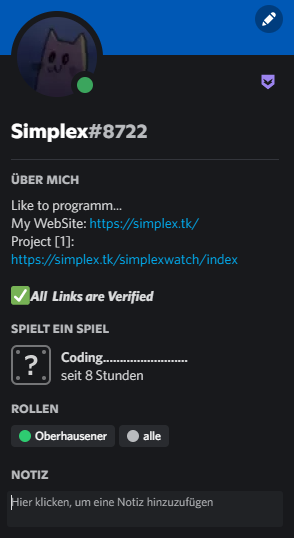 Simplex#8722
ÜBER MICH
Like to programm...
My WebSite: https://simplex.tk/
Project [1]:
https://simplex.tk/simplexwatch/index
✅All Links are Verified
SPIELT EIN SPIEL
?
Coding.........................
seit 8 Stunden
ROLLEN
Oberhausener
alle
NOTIZ
Hier klicken, um eine Notiz hinzuzufügen